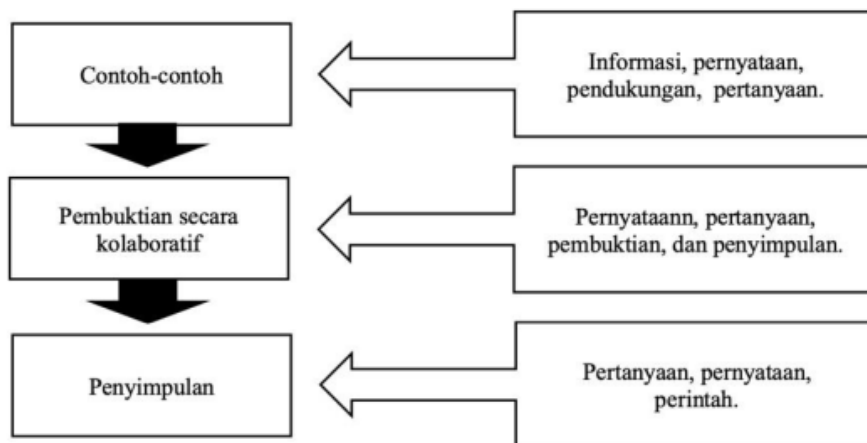 Contoh-contoh
Informasi, pernyataan,
pendukungan, pertanyaan.
Pembuktian secara
kolaboratif
Pernyataann, pertanyaan,
pembuktian, dan penyimpulan.
Penyimpulan
Pertanyaan, pernyataan,
perintah.